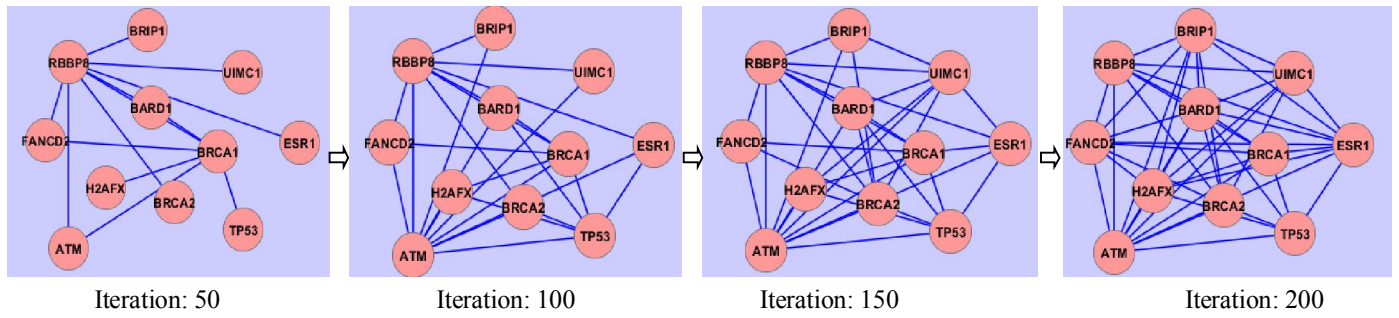 BRIP1
RBBP8
UIMC1
BARD1
FANCD2
BRCA1
ESR1
H2AFX
BRCA2
TP53
ATM
Iteration: 50
BRIP1
RBBP8
UIMC1
BARD1
FANCD2
BRCA1
ESR1
H2AFX
BRCA2
TP53
ATM
Iteration: 100
BRIP1
RBBP8
UIMC1
BARD1
FANCD2
BRCA1
ESR1
H2AFX
BRCA2
TP53
ATM
Iteration: 150
BRIP1
RBBP8
UIMC1
BARD1
FANCD2
BRCA1
ESR1
H2AFX
BRCA2
TP53
ATM
Iteration: 200